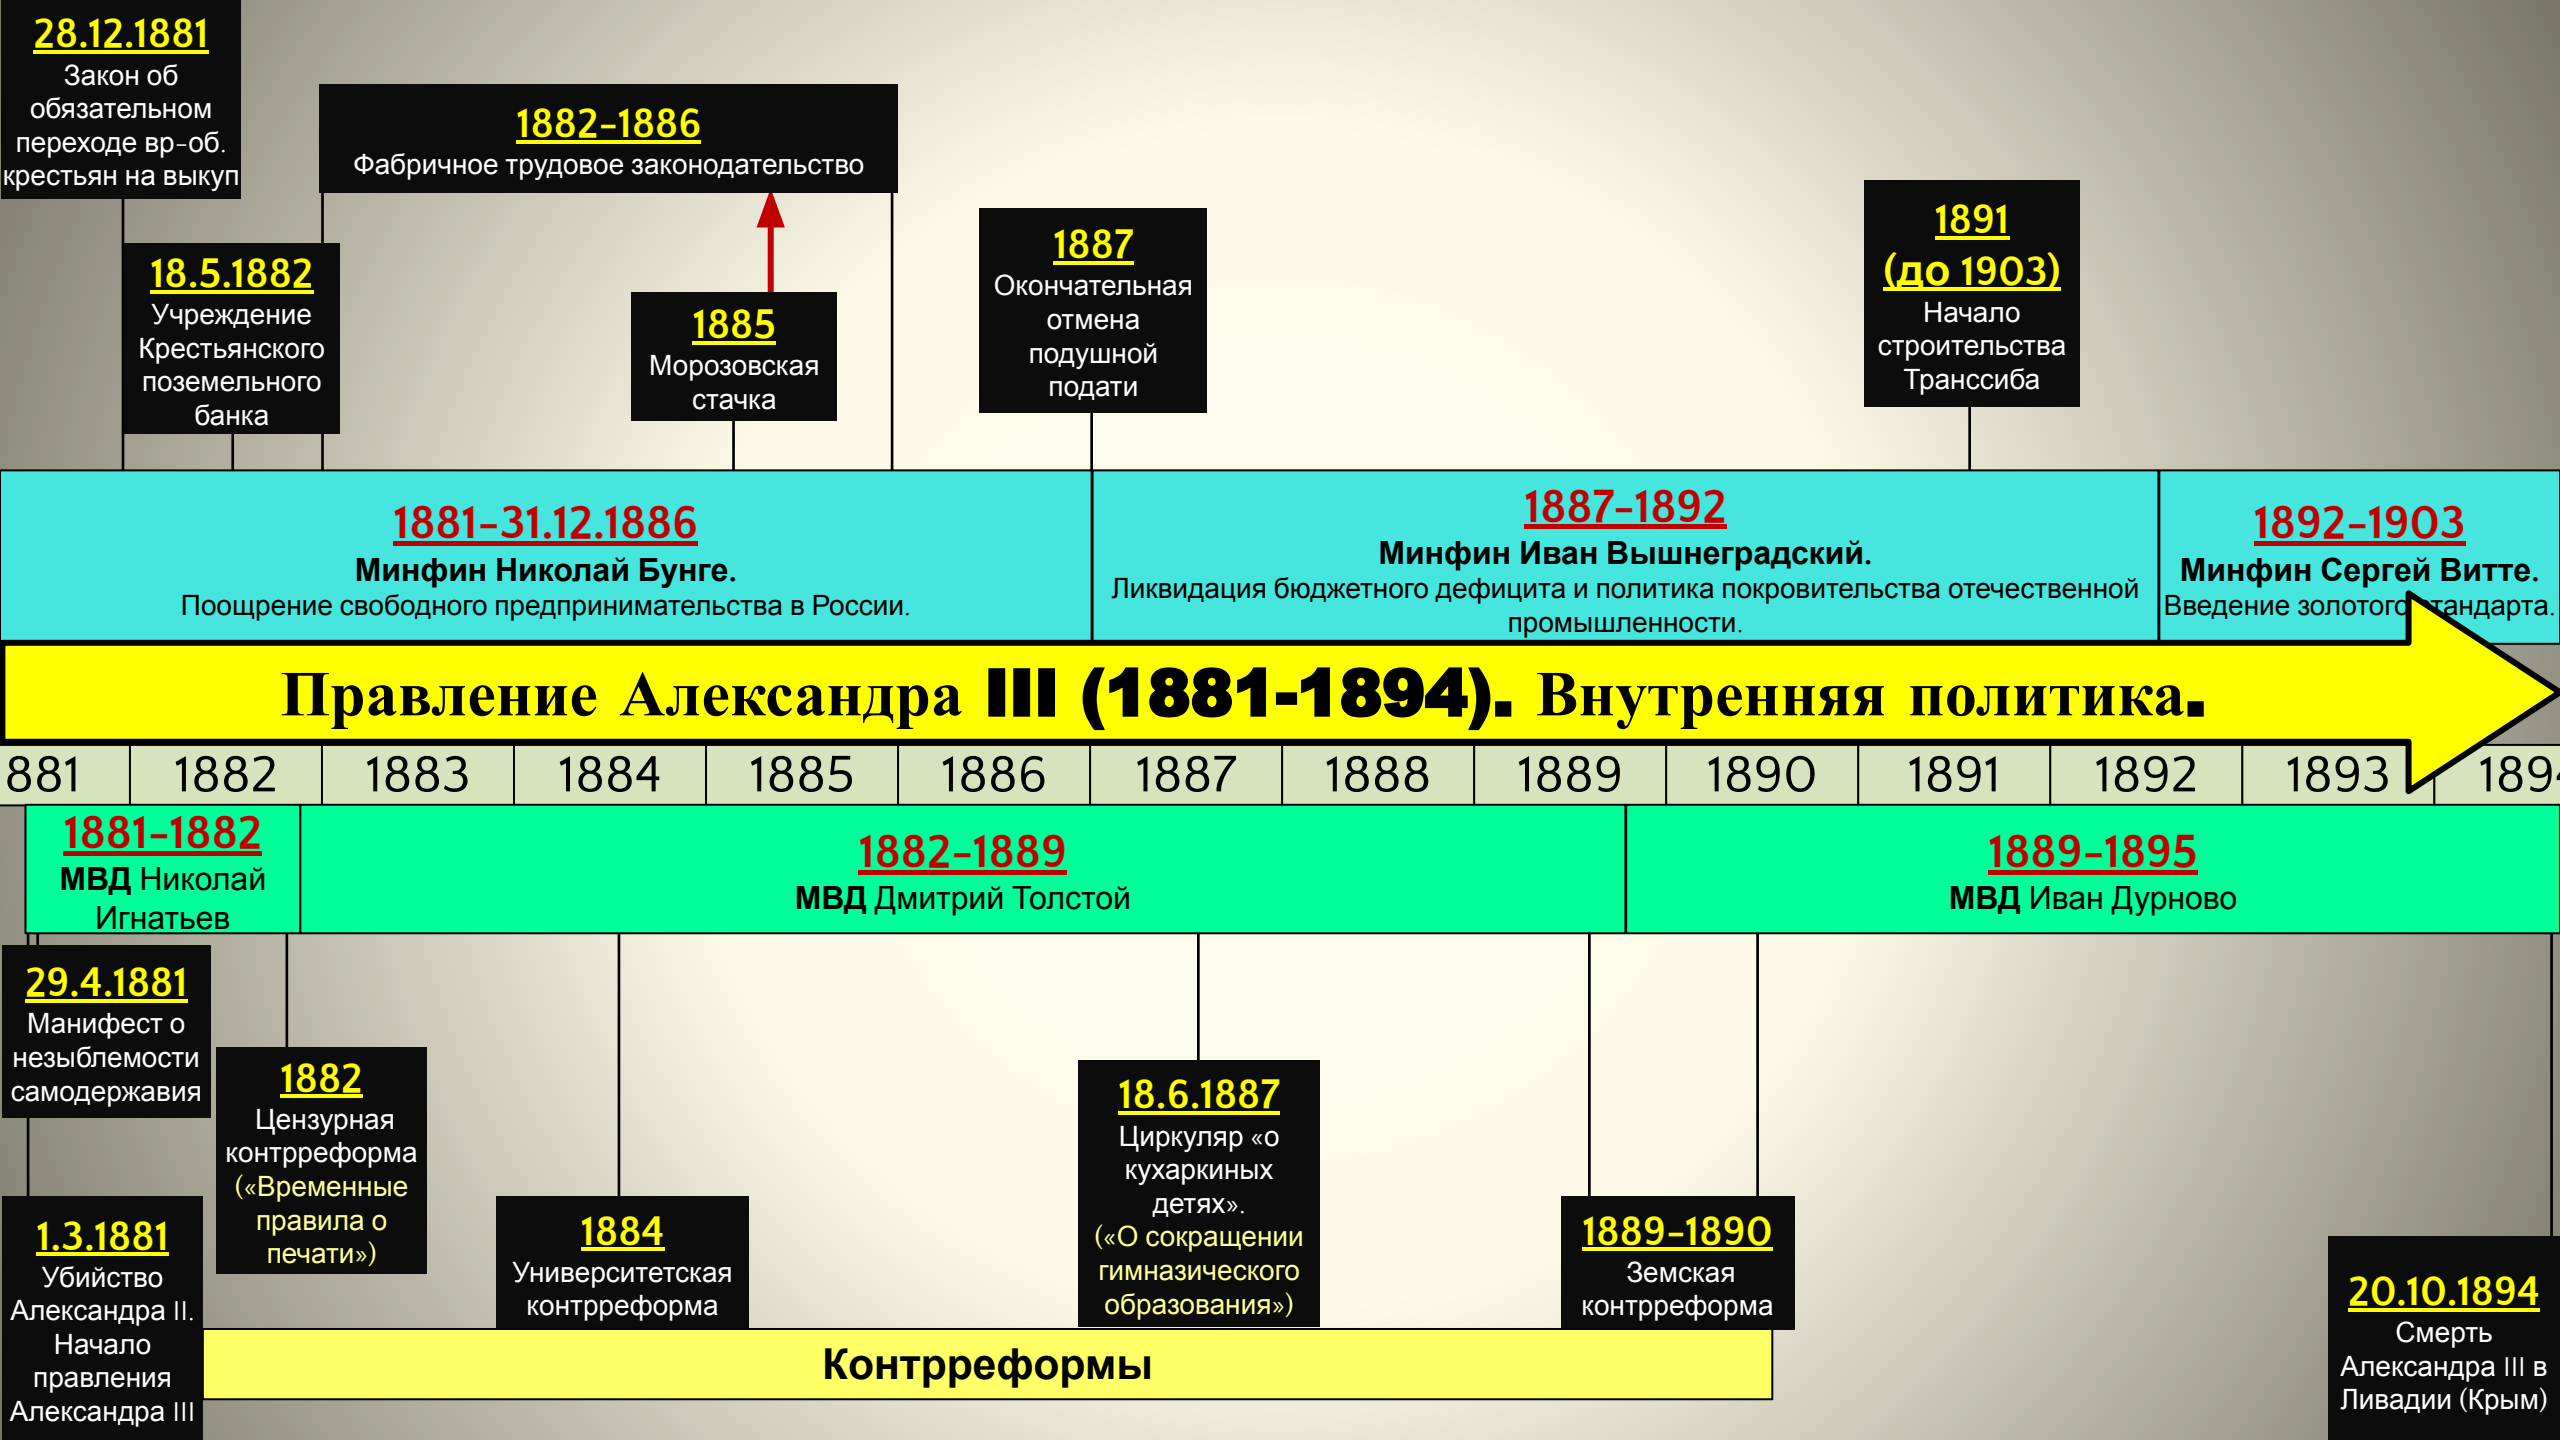 28.12.1881
Закон об
обязательном
переходе вр-об.
крестьян на выкуп
1882-1886
Фабричное трудовое законодательство
18.5.1882
Учреждение
Крестьянского
поземельного
банка
1885
Морозовская
стачка
1887
Окончательная
отмена
подушной
подати
1891
(до 1903)
Начало
строительства
Транссиба
1881-31.12.1886
Минфин Николай Бунге.
Поощрение свободного предпринимательства в России.
1887-1892
Минфин Иван Вышнеградский.
Ликвидация бюджетного дефицита и политика покровительства отечественной
промышленности.
1892-1903
Минфин Сергей Витте.
Введение золотого стандарта.
Правление Александра III (1881-1894). Внутренняя политика.
881 1882 1883 1884 1885 1886 1887 1888 1889 1890 1891 1892 1893 189
1881-1882
МВД Николай
Игнатьев
1882-1889
МВД Дмитрий Толстой
1889-1895
МВД Иван Дурново
29.4.1881
Манифест о
незыблемости
самодержавия
1.3.1881
Убийство
Александра II.
Начало
правления
Александра III
1882
Цензурная
контрреформа
(«Временные
правила о
печати»)
1884
Университетская
контрреформа
18.6.1887
Циркуляр «о
кухаркиных
детях».
(«О сокращении
гимназического
образования»)
1889-1890
Земская
контрреформа
20.10.1894
Смерть
Александра III в
Ливадии (Крым)
Контрреформы